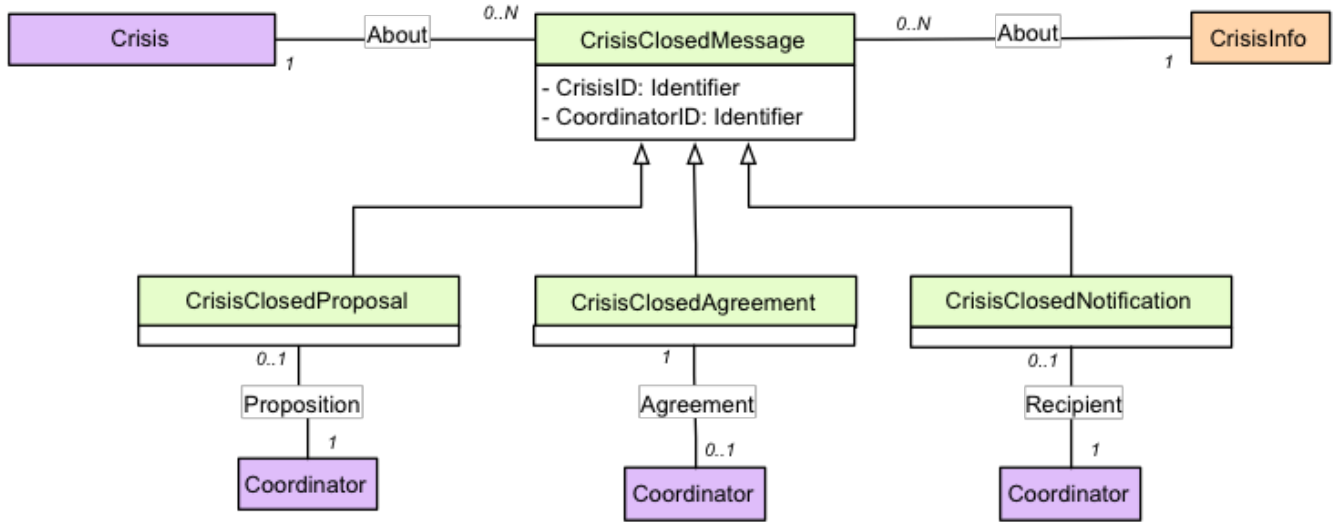 Crisis
1
About
0..N
CrisisClosedMessage
- CrisisID: Identifier
- CoordinatorID: Identifier
0..N
About
1
CrisisInfo
CrisisClosedProposal
0..1
Proposition
1
Coordinator
CrisisClosedAgreement
1
Agreement
0..1
Coordinator
CrisisClosedNotification
0..1
Recipient
1
Coordinator